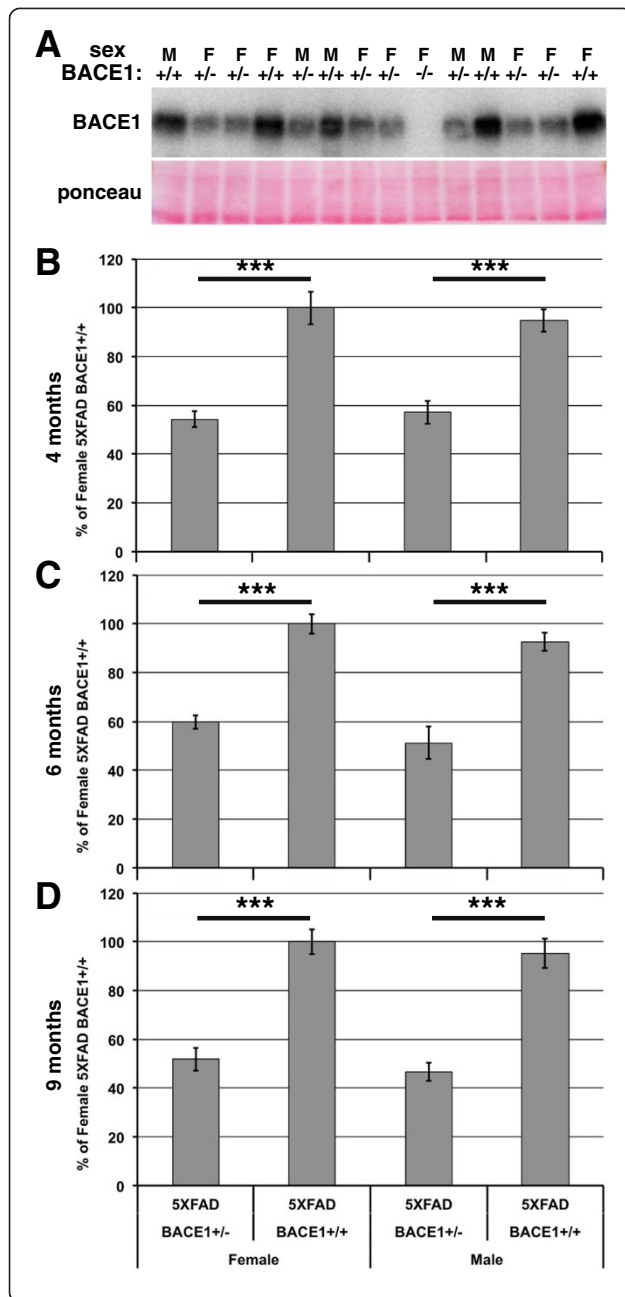 A
sex M F F F M M F F F M M F F F
BACE1: +/+ +/- +/- +/+ +/- +/+ +/- +/- -/- +/- +/+ +/- +/- +/+
BACE1
ponceau
B
120
100
80
60
40
20
0
4 months
% of Female 5XFAD BACE1+/+
***
***
C
120
100
80
60
40
20
0
6 months
% of Female 5XFAD BACE1+/+
***
***
D
120
100
80
60
40
20
0
9 months
% of Female 5XFAD BACE1+/+
***
***
5XFAD 5XFAD 5XFAD 5XFAD
BACE1+/- BACE1+/+ BACE1+/- BACE1+/+
Female Male